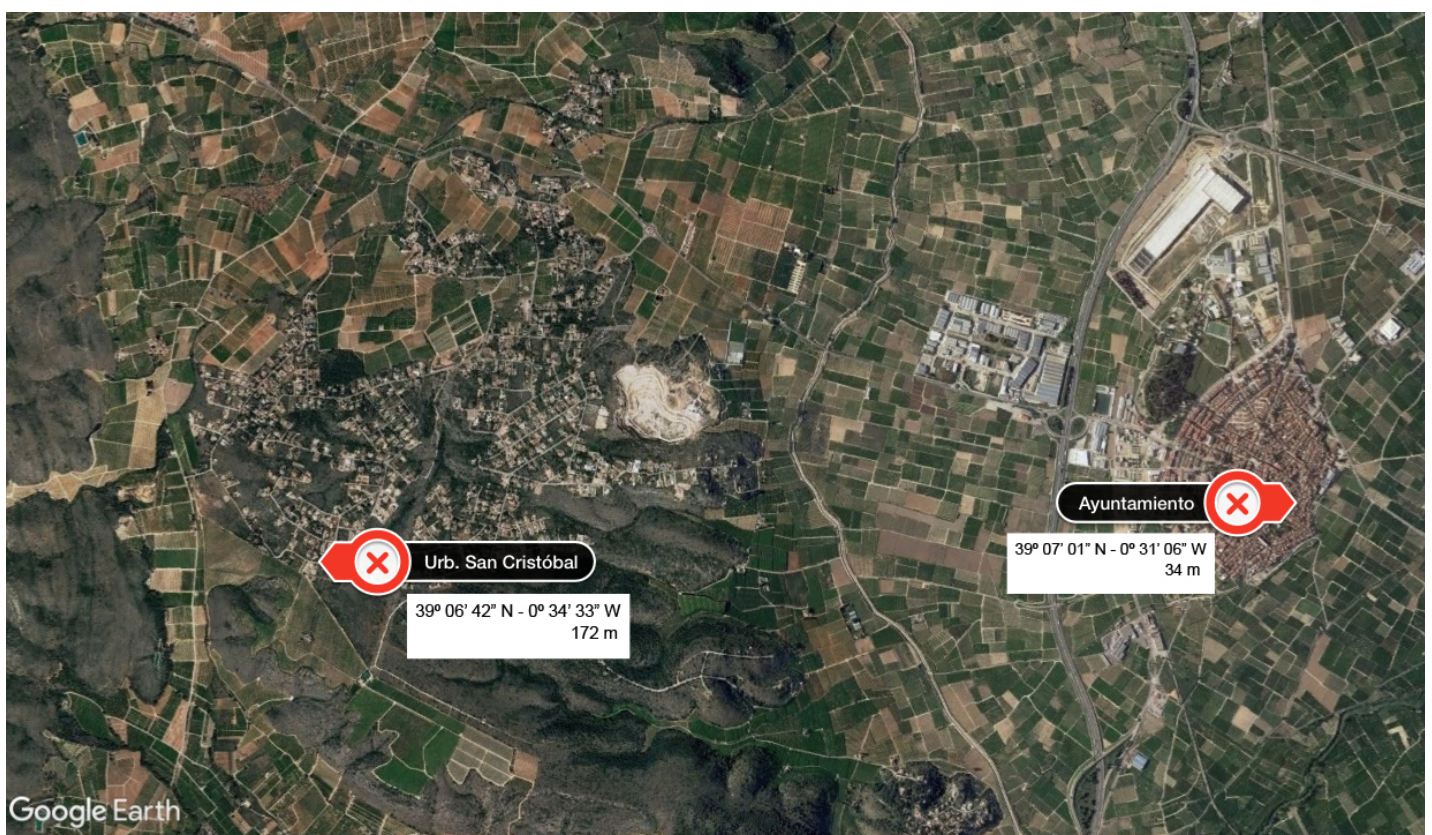 Ayuntamiento
39º 07’ 01” N - 0º 31’ 06” W
34 m
Urb. San Cristóbal
39º 06’ 42” N - 0º 34’ 33” W
172 m
Google Earth